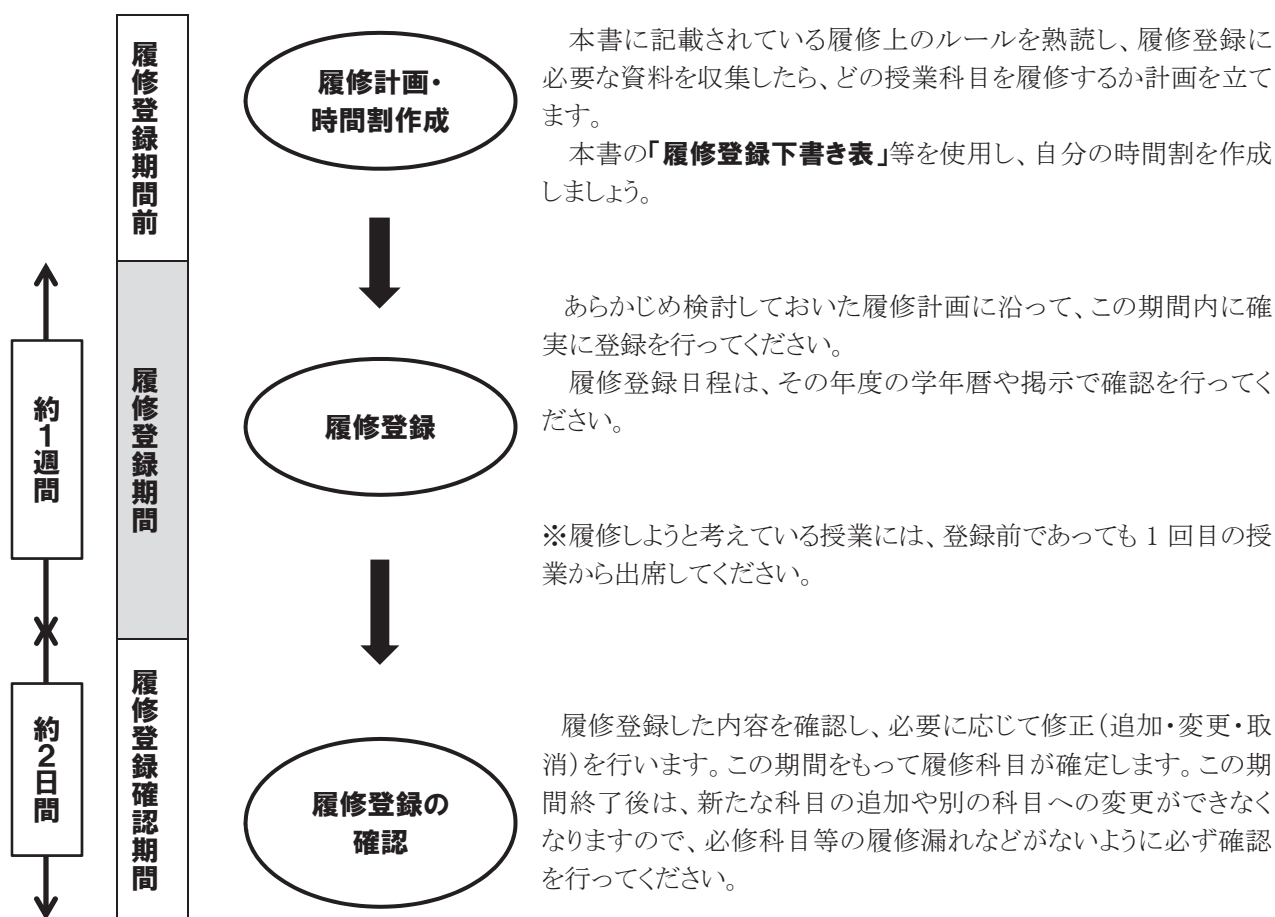 履修登録期間前
履修計画・
時間割作成
本書に記載されている履修上のルールを熟読し、履修登録に
必要な資料を収集したら、どの授業科目を履修するか計画を立て
ます。
本書の「履修登録下書き表」等を使用し、自分の時間割を作成
しましょう。
約1週間
履修登録期間
履修登録
あらかじめ検討しておいた履修計画に沿って、この期間内に確
実に登録を行ってください。
履修登録日程は、その年度の学年暦や掲示で確認を行ってく
ださい。
※履修しようと考えている授業には、登録前であっても 1 回目の授
業から出席してください。
約2日間
履修登録確認期間
履修登録の
確認
履修登録した内容を確認し、必要に応じて修正(追加・変更・取
消)を行います。この期間をもって履修科目が確定します。この期
間終了後は、新たな科目の追加や別の科目への変更ができなく
なりますので、必修科目等の履修漏れなどがないように必ず確認
を行ってください。